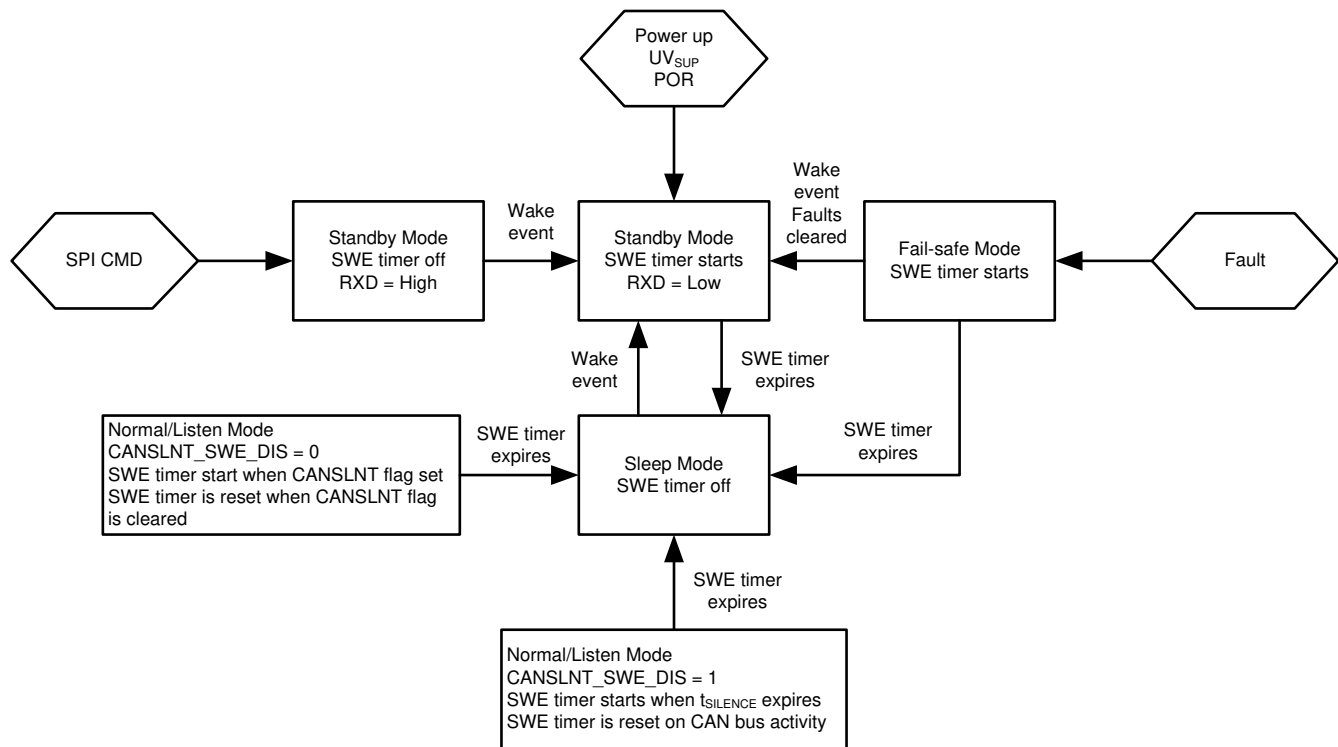 Power up
UVSUP
POR
Wake
event
Faults
cleared
Wake
event
SPI CMD
Standby Mode
SWE timer off
RXD = High
Standby Mode
SWE timer starts
RXD = Low
Fail-safe Mode
SWE timer starts
Fault
Wake
event
SWE timer
expires
Normal/Listen Mode
CANSLNT_SWE_DIS = 0
SWE timer start when CANSLNT flag set
SWE timer is reset when CANSLNT flag
is cleared
SWE timer
expires
Sleep Mode
SWE timer off
SWE timer
expires
SWE timer
expires
Normal/Listen Mode
CANSLNT_SWE_DIS = 1
SWE timer starts when tSILENCE expires
SWE timer is reset on CAN bus activity